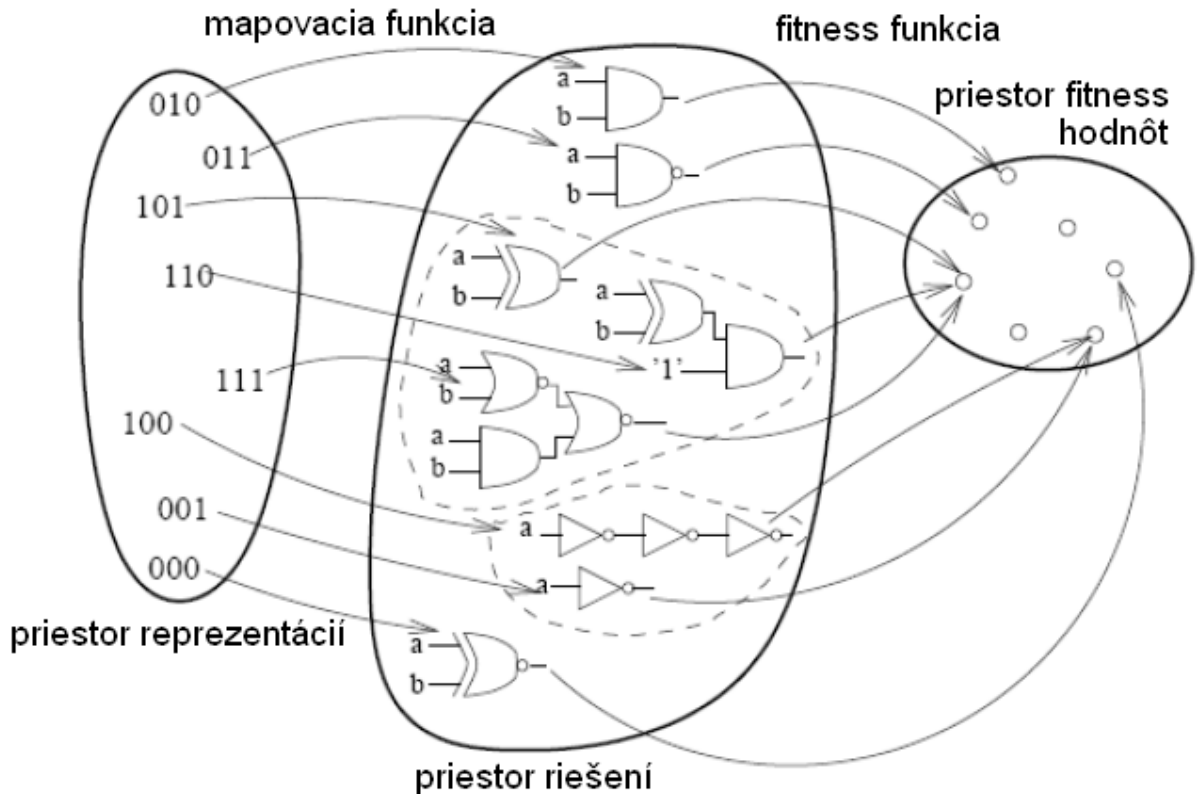 mapovacia funkcia
fitness funkcia
priestor fitness
hodnôt
010
011
101
110
111
100
001
000
priestor reprezentácií
a
b
a
b
a
b
a
b
'1'
a
b
a
b
a
a
a
b
priestor riešení